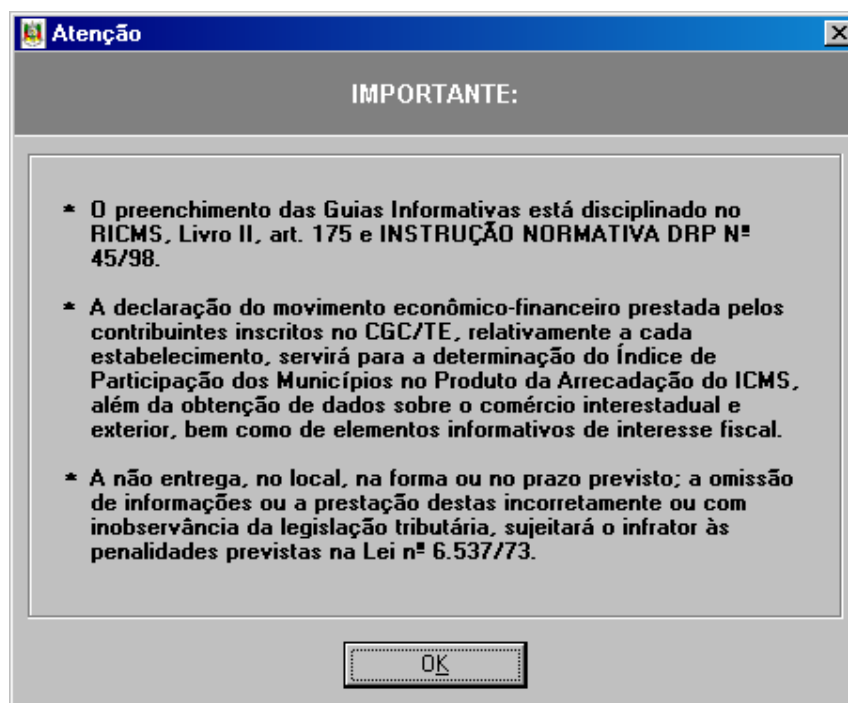 Atenção
IMPORTANTE:
* O preenchimento das Guias Informativas está disciplinado no
RICMS, Livro II, art. 175 e INSTRUÇÃO NORMATIVA DRP Nº
45/98.
* A declaração do movimento econômico-financeiro prestada pelos
contribuintes inscritos no CGC/TE, relativamente a cada
estabelecimento, servirá para a determinação do Índice de
Participação dos Municípios no Produto da Arrecadação do ICMS,
além da obtenção de dados sobre o comércio interestadual e
exterior, bem como de elementos informativos de interesse fiscal.
* A não entrega, no local, na forma ou no prazo previsto; a omissão
de informações ou a prestação destas incorretamente ou com
inobservância da legislação tributária, sujeitará o infrator às
penalidades previstas na Lei nº 6.537/73.
OK